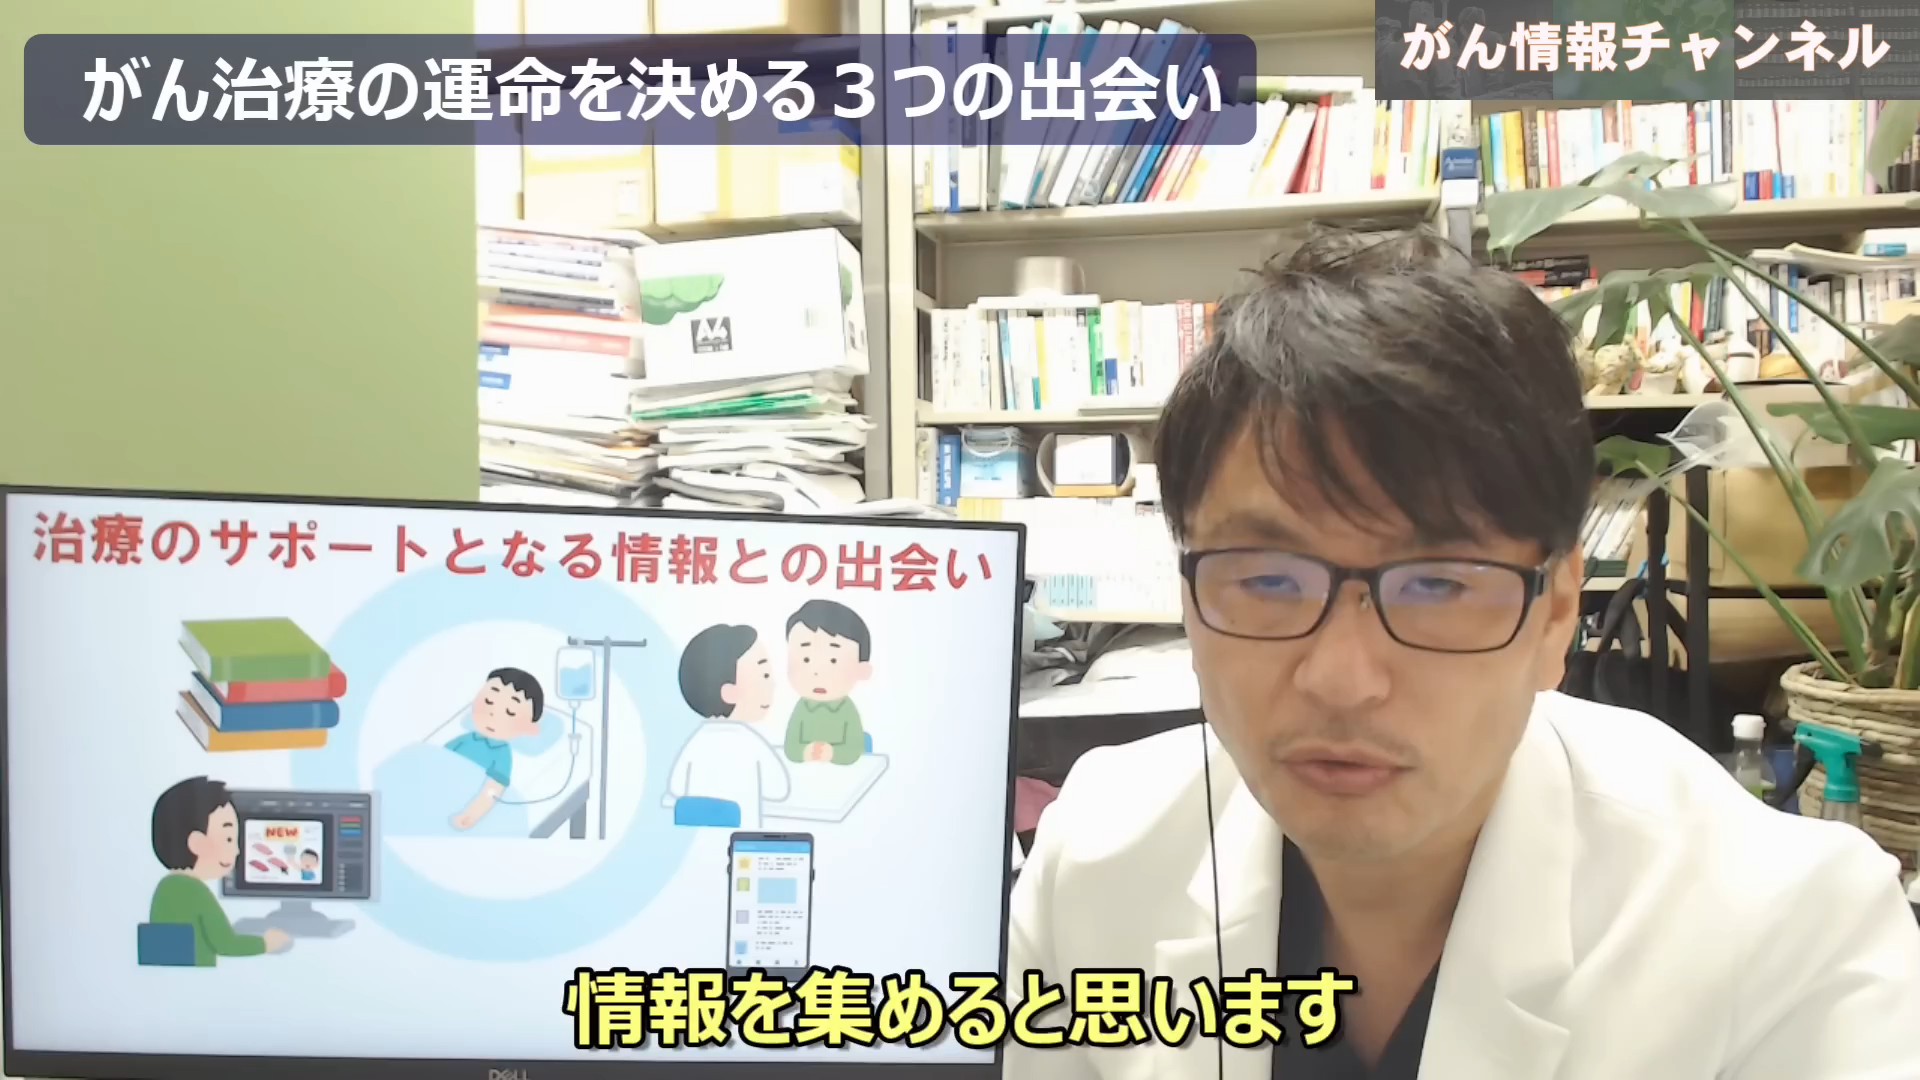 がん治療の運命を決める３つの出会い
がん情報チャンネル
A4
治療のサポートとなる情報との出会い
NEW
情報を集めると思います
DELL